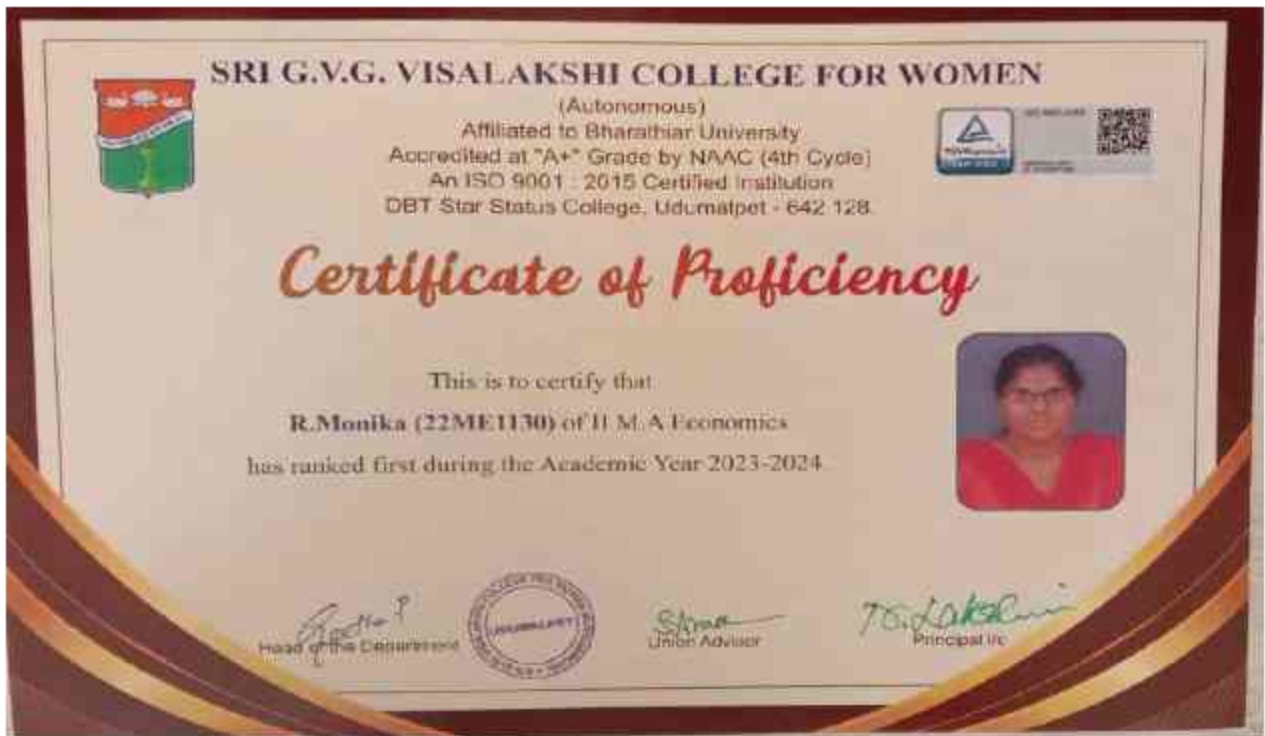 SRI G.V.G. VISALAKSHI COLLEGE FOR WOMEN
(Autonomous)
Affiliated to Bharathiar University
Accredited at "A+" Grade by NAAC (4th Cycle)
An ISO 9001 : 2015 Certified Institution
DBT Star Status College, Udumalpet - 642 128.
Certificate of Proficiency
This is to certify that
R.Monika (22ME1130) of II M.A Economics
has ranked first during the Academic Year 2023-2024
UDUMALPET
Head of the Department
Union Advisor
Principal i/c